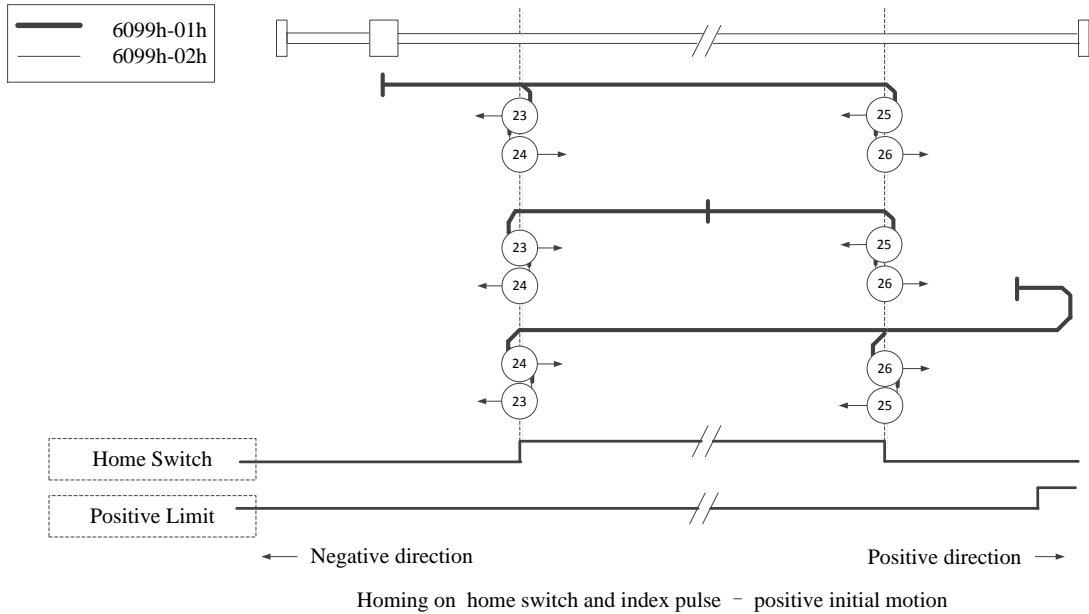 6099h-01h
6099h-02h
23
25
24
26
23
25
24
26
24
26
23
25
Home Switch
Positive Limit
Negative direction
Positive direction
Homing on home switch and index pulse - positive initial motion